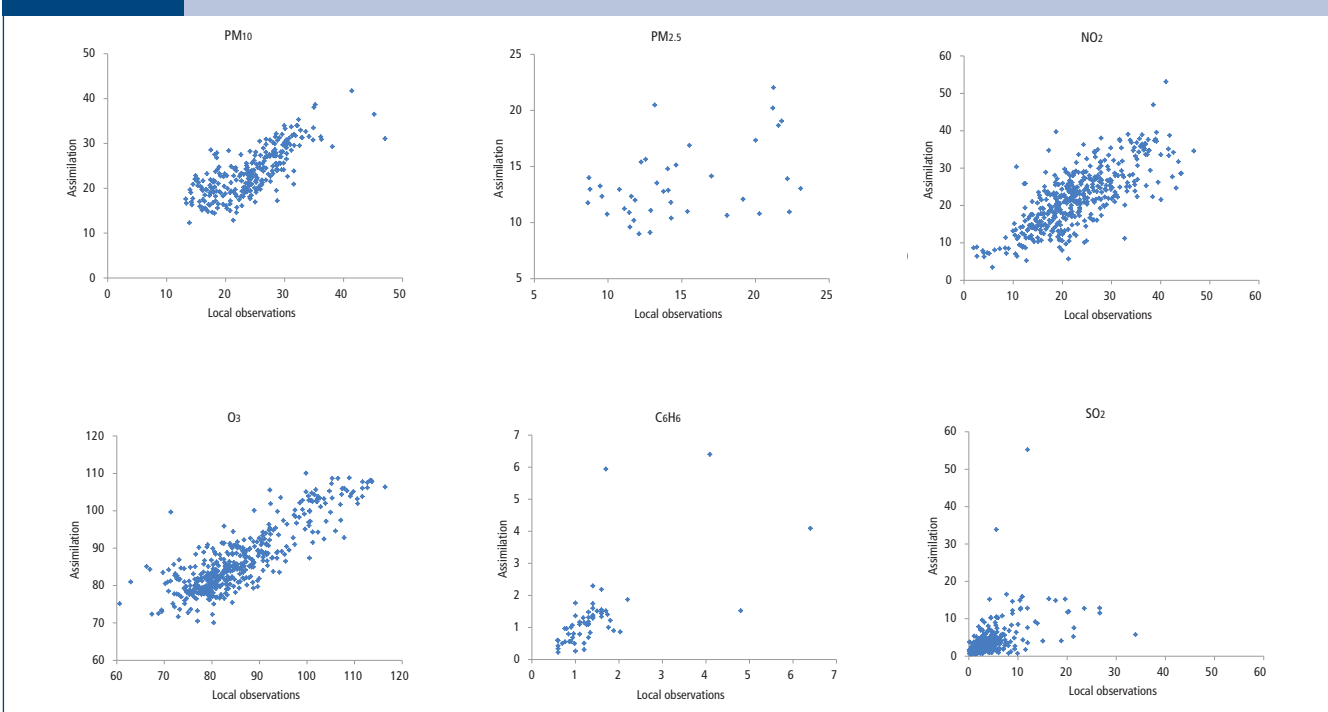 PM10
50
40
30
20
10
0
Assimilation
0 10 20 30 40 50
Local observations
PM2.5
25
20
15
10
5
Assimilation
5 10 15 20 25
Local observations
NO2
60
50
40
30
20
10
0
Assimilation
0 10 20 30 40 50 60
Local observations
O3
120
110
100
90
80
70
60
Assimilation
60 70 80 90 100 110 120
Local observations
C6H6
7
6
5
4
3
2
1
0
Assimilation
0 1 2 3 4 5 6 7
Local observations
SO2
60
50
40
30
20
10
0
Assimilation
0 10 20 30 40 50 60
Local observations